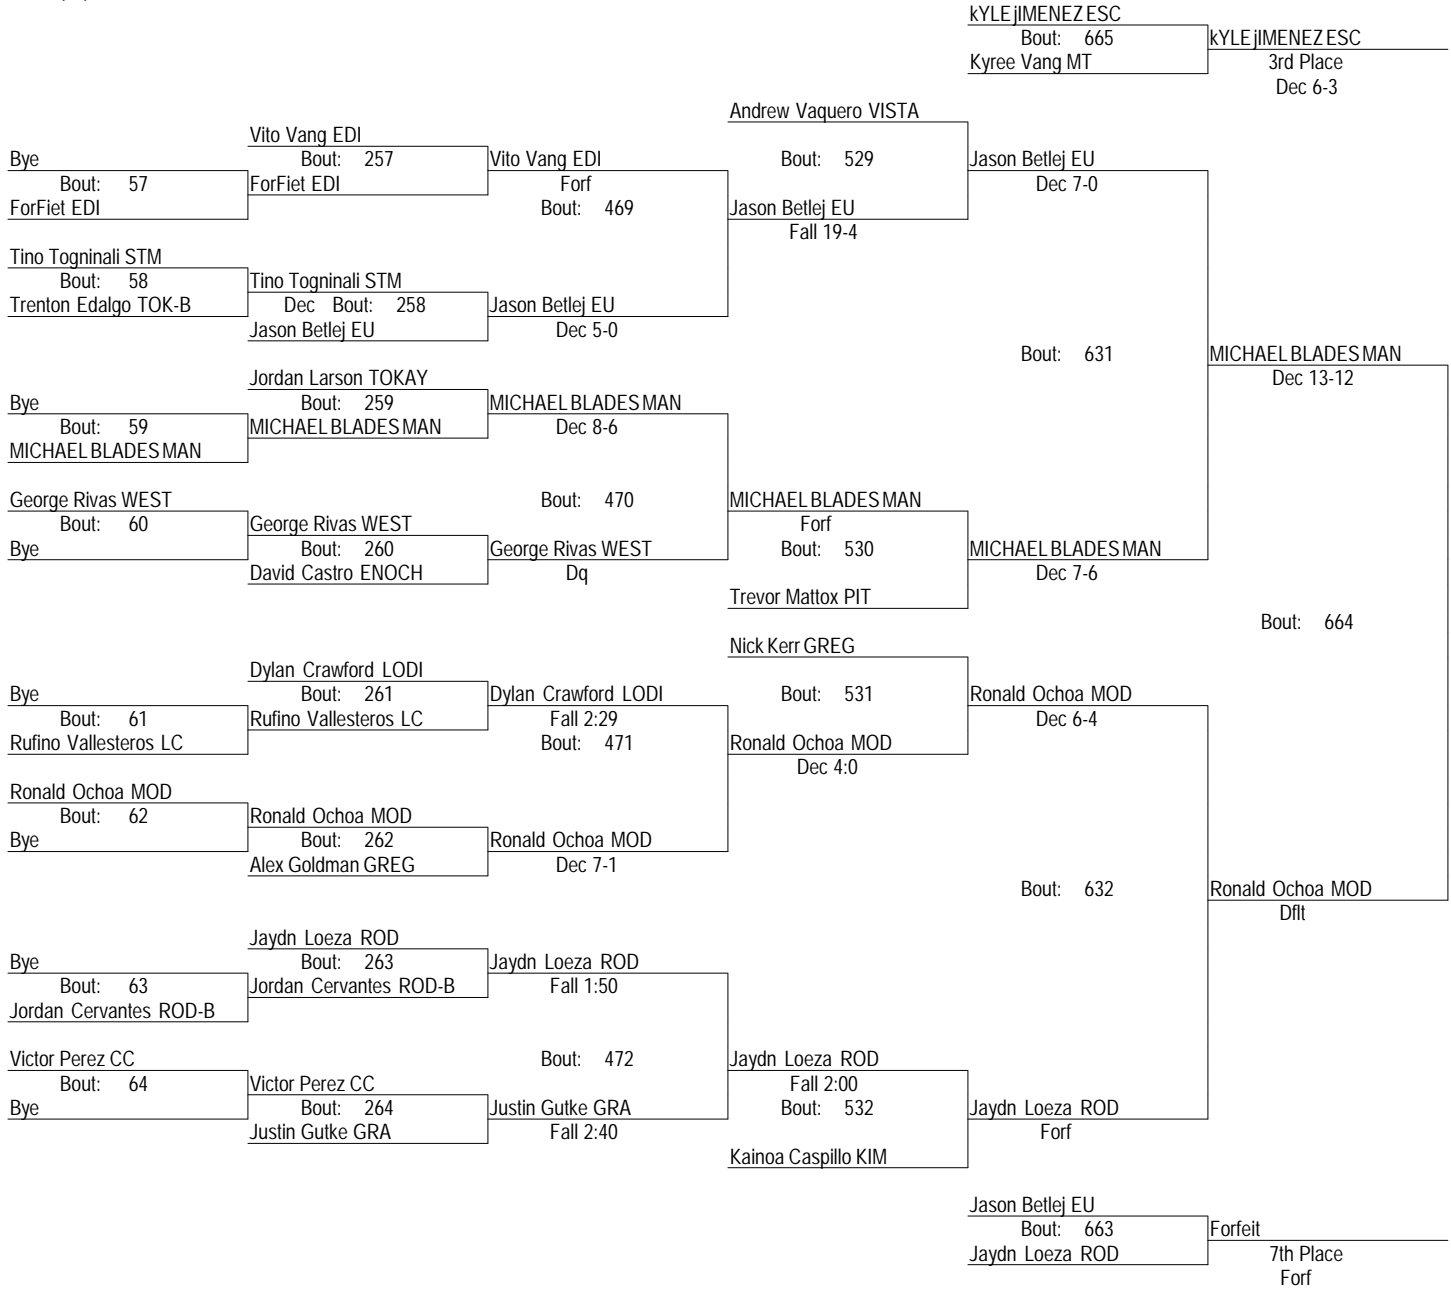 kYLE jIMENEZ ESC
Bout: 665 kYLE jIMENEZ ESC
Kyree Vang MT 3rd Place
Dec 6-3
Andrew Vaquero VISTA
Vito Vang EDI
Bye Bout: 257 Vito Vang EDI Bout: 529 Jason Betlej EU
Bout: 57 ForFiet EDI Forf Dec 7-0
ForFiet EDI Bout: 469 Jason Betlej EU
Fall 19-4
Tino Togninali STM
Bout: 58 Tino Togninali STM
Trenton Edalgo TOK-B Dec Bout: 258 Jason Betlej EU
Jason Betlej EU Dec 5-0
Bout: 631 MICHAEL BLADES MAN
Jordan Larson TOKAY Dec 13-12
Bye Bout: 259 MICHAEL BLADES MAN
Bout: 59 MICHAEL BLADES MAN Dec 8-6
MICHAEL BLADES MAN
George Rivas WEST Bout: 470 MICHAEL BLADES MAN
Bout: 60 George Rivas WEST Forf
Bye Bout: 260 George Rivas WEST Bout: 530 MICHAEL BLADES MAN
David Castro ENOCH Dq Dec 7-6
Trevor Mattox PIT
Bout: 664
Nick Kerr GREG
Dylan Crawford LODI
Bye Bout: 261 Dylan Crawford LODI Bout: 531 Ronald Ochoa MOD
Bout: 61 Rufino Vallesteros LC Fall 2:29 Dec 6-4
Rufino Vallesteros LC Bout: 471 Ronald Ochoa MOD
Dec 4:0
Ronald Ochoa MOD
Bout: 62 Ronald Ochoa MOD
Bye Bout: 262 Ronald Ochoa MOD
Alex Goldman GREG Dec 7-1
Bout: 632 Ronald Ochoa MOD
Dflt
Jaydn Loeza ROD
Bye Bout: 263 Jaydn Loeza ROD
Bout: 63 Jordan Cervantes ROD-B Fall 1:50
Jordan Cervantes ROD-B
Victor Perez CC Bout: 472 Jaydn Loeza ROD
Bout: 64 Victor Perez CC Fall 2:00
Bye Bout: 264 Justin Gutke GRA Bout: 532 Jaydn Loeza ROD
Justin Gutke GRA Fall 2:40 Forf
Kainoa Caspillo KIM
Jason Betlej EU
Bout: 663 Forfeit
Jaydn Loeza ROD 7th Place
Forf